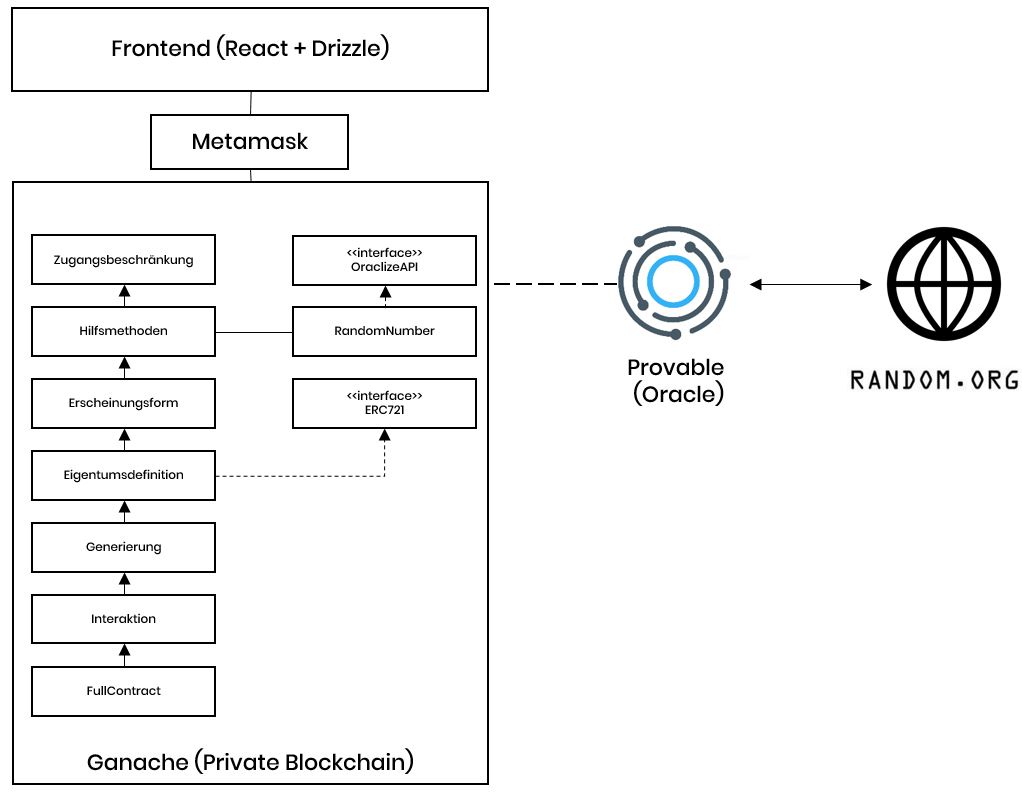 Frontend (React + Drizzle)
Metamask
Zugangsbeschränkung
<<interface>>
OraclizeAPI
Hilfsmethoden
RandomNumber
Erscheinungsform
<<interface>>
ERC721
Eigentumsdefinition
Generierung
Interaktion
FullContract
Ganache (Private Blockchain)
Provable
(Oracle)
RANDOM.ORG